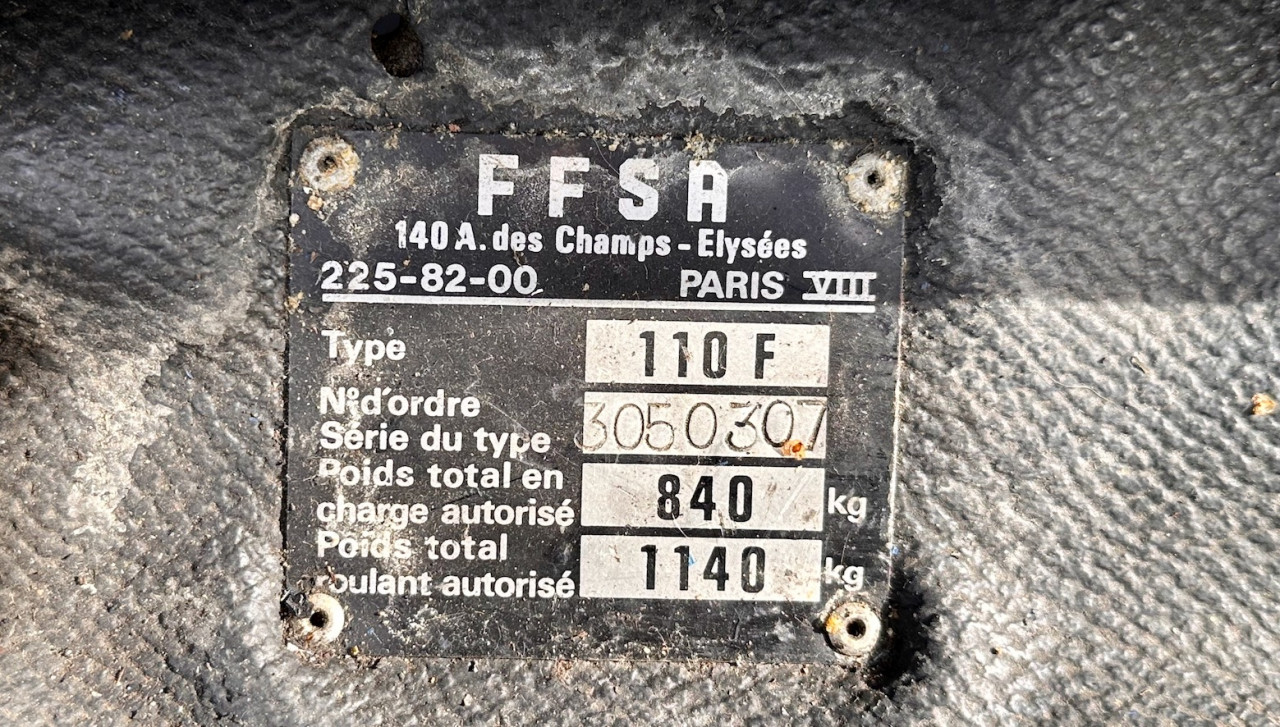 FFSA
140 A. des Champs-Elysées
225-82-00 PARIS VIII
Type 110 F
N° d'ordre
Série du type 3050307
Poids total en
charge autorisé 840 kg
Poids total
roulant autorisé 1140 kg